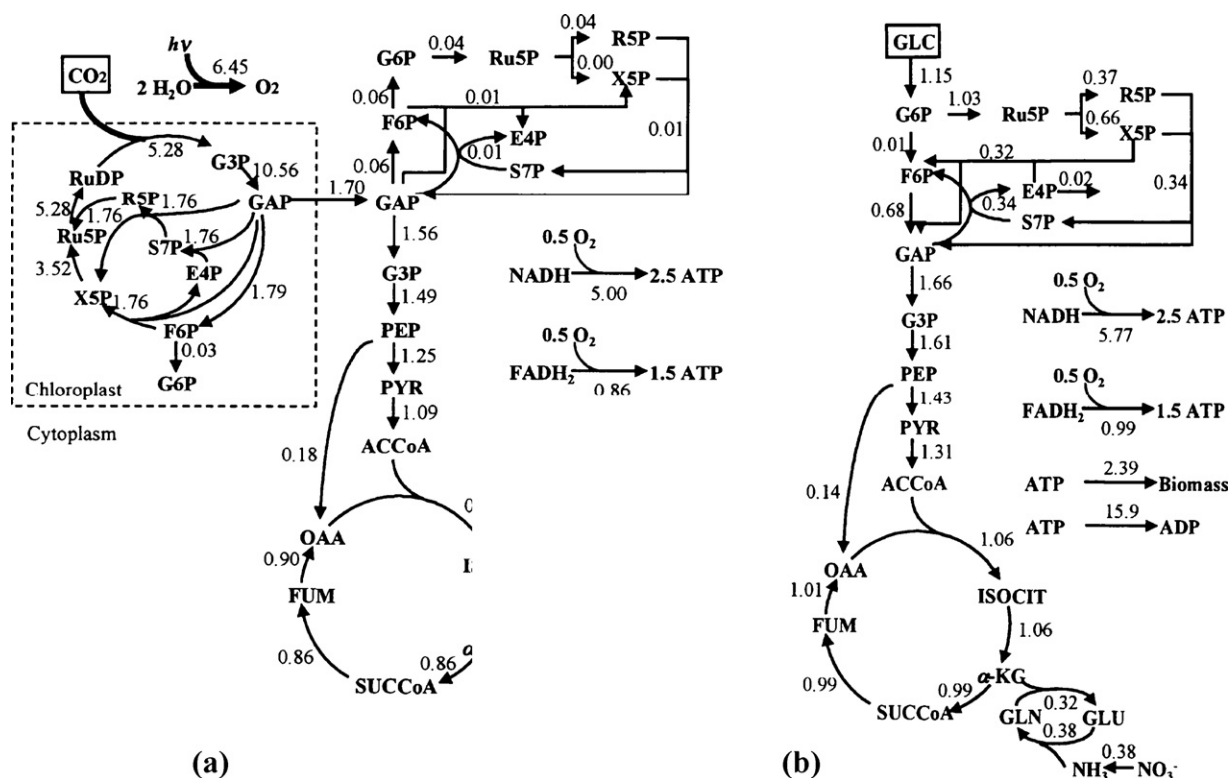 hν
6.45
CO₂
2 H₂O
O₂
5.28
G3P
10.56
RuDP
R5P
1.76
GAP
1.70
5.28
1.76
Ru5P
S7P
1.76
3.52
E4P
X5P
1.76
1.79
F6P
0.03
G6P
Chloroplast
Cytoplasm
G6P
0.04
Ru5P
0.04
R5P
0.00
X5P
0.06
0.01
F6P
E4P
0.01
0.01
0.06
S7P
GAP
1.56
0.5 O₂
G3P
NADH
2.5 ATP
5.00
1.49
PEP
0.5 O₂
1.25
FADH₂
1.5 ATP
PYR
0.86
1.09
ACCoA
0.18
OAA
0.90
FUM
0.86
0.86
SUCCoA
(a)
GLC
1.15
G6P
1.03
Ru5P
0.37
R5P
0.66
X5P
0.01
0.32
F6P
E4P
0.02
0.34
0.34
0.68
S7P
GAP
1.66
0.5 O₂
G3P
NADH
2.5 ATP
5.77
1.61
PEP
0.5 O₂
1.43
FADH₂
1.5 ATP
PYR
0.99
1.31
ACCoA
ATP
2.39
Biomass
0.14
ATP
15.9
ADP
OAA
1.06
1.01
ISOCIT
FUM
1.06
α-KG
0.99
0.99
SUCCoA
0.32
GLN
GLU
0.38
0.38
NH₃
NO₃⁻
(b)